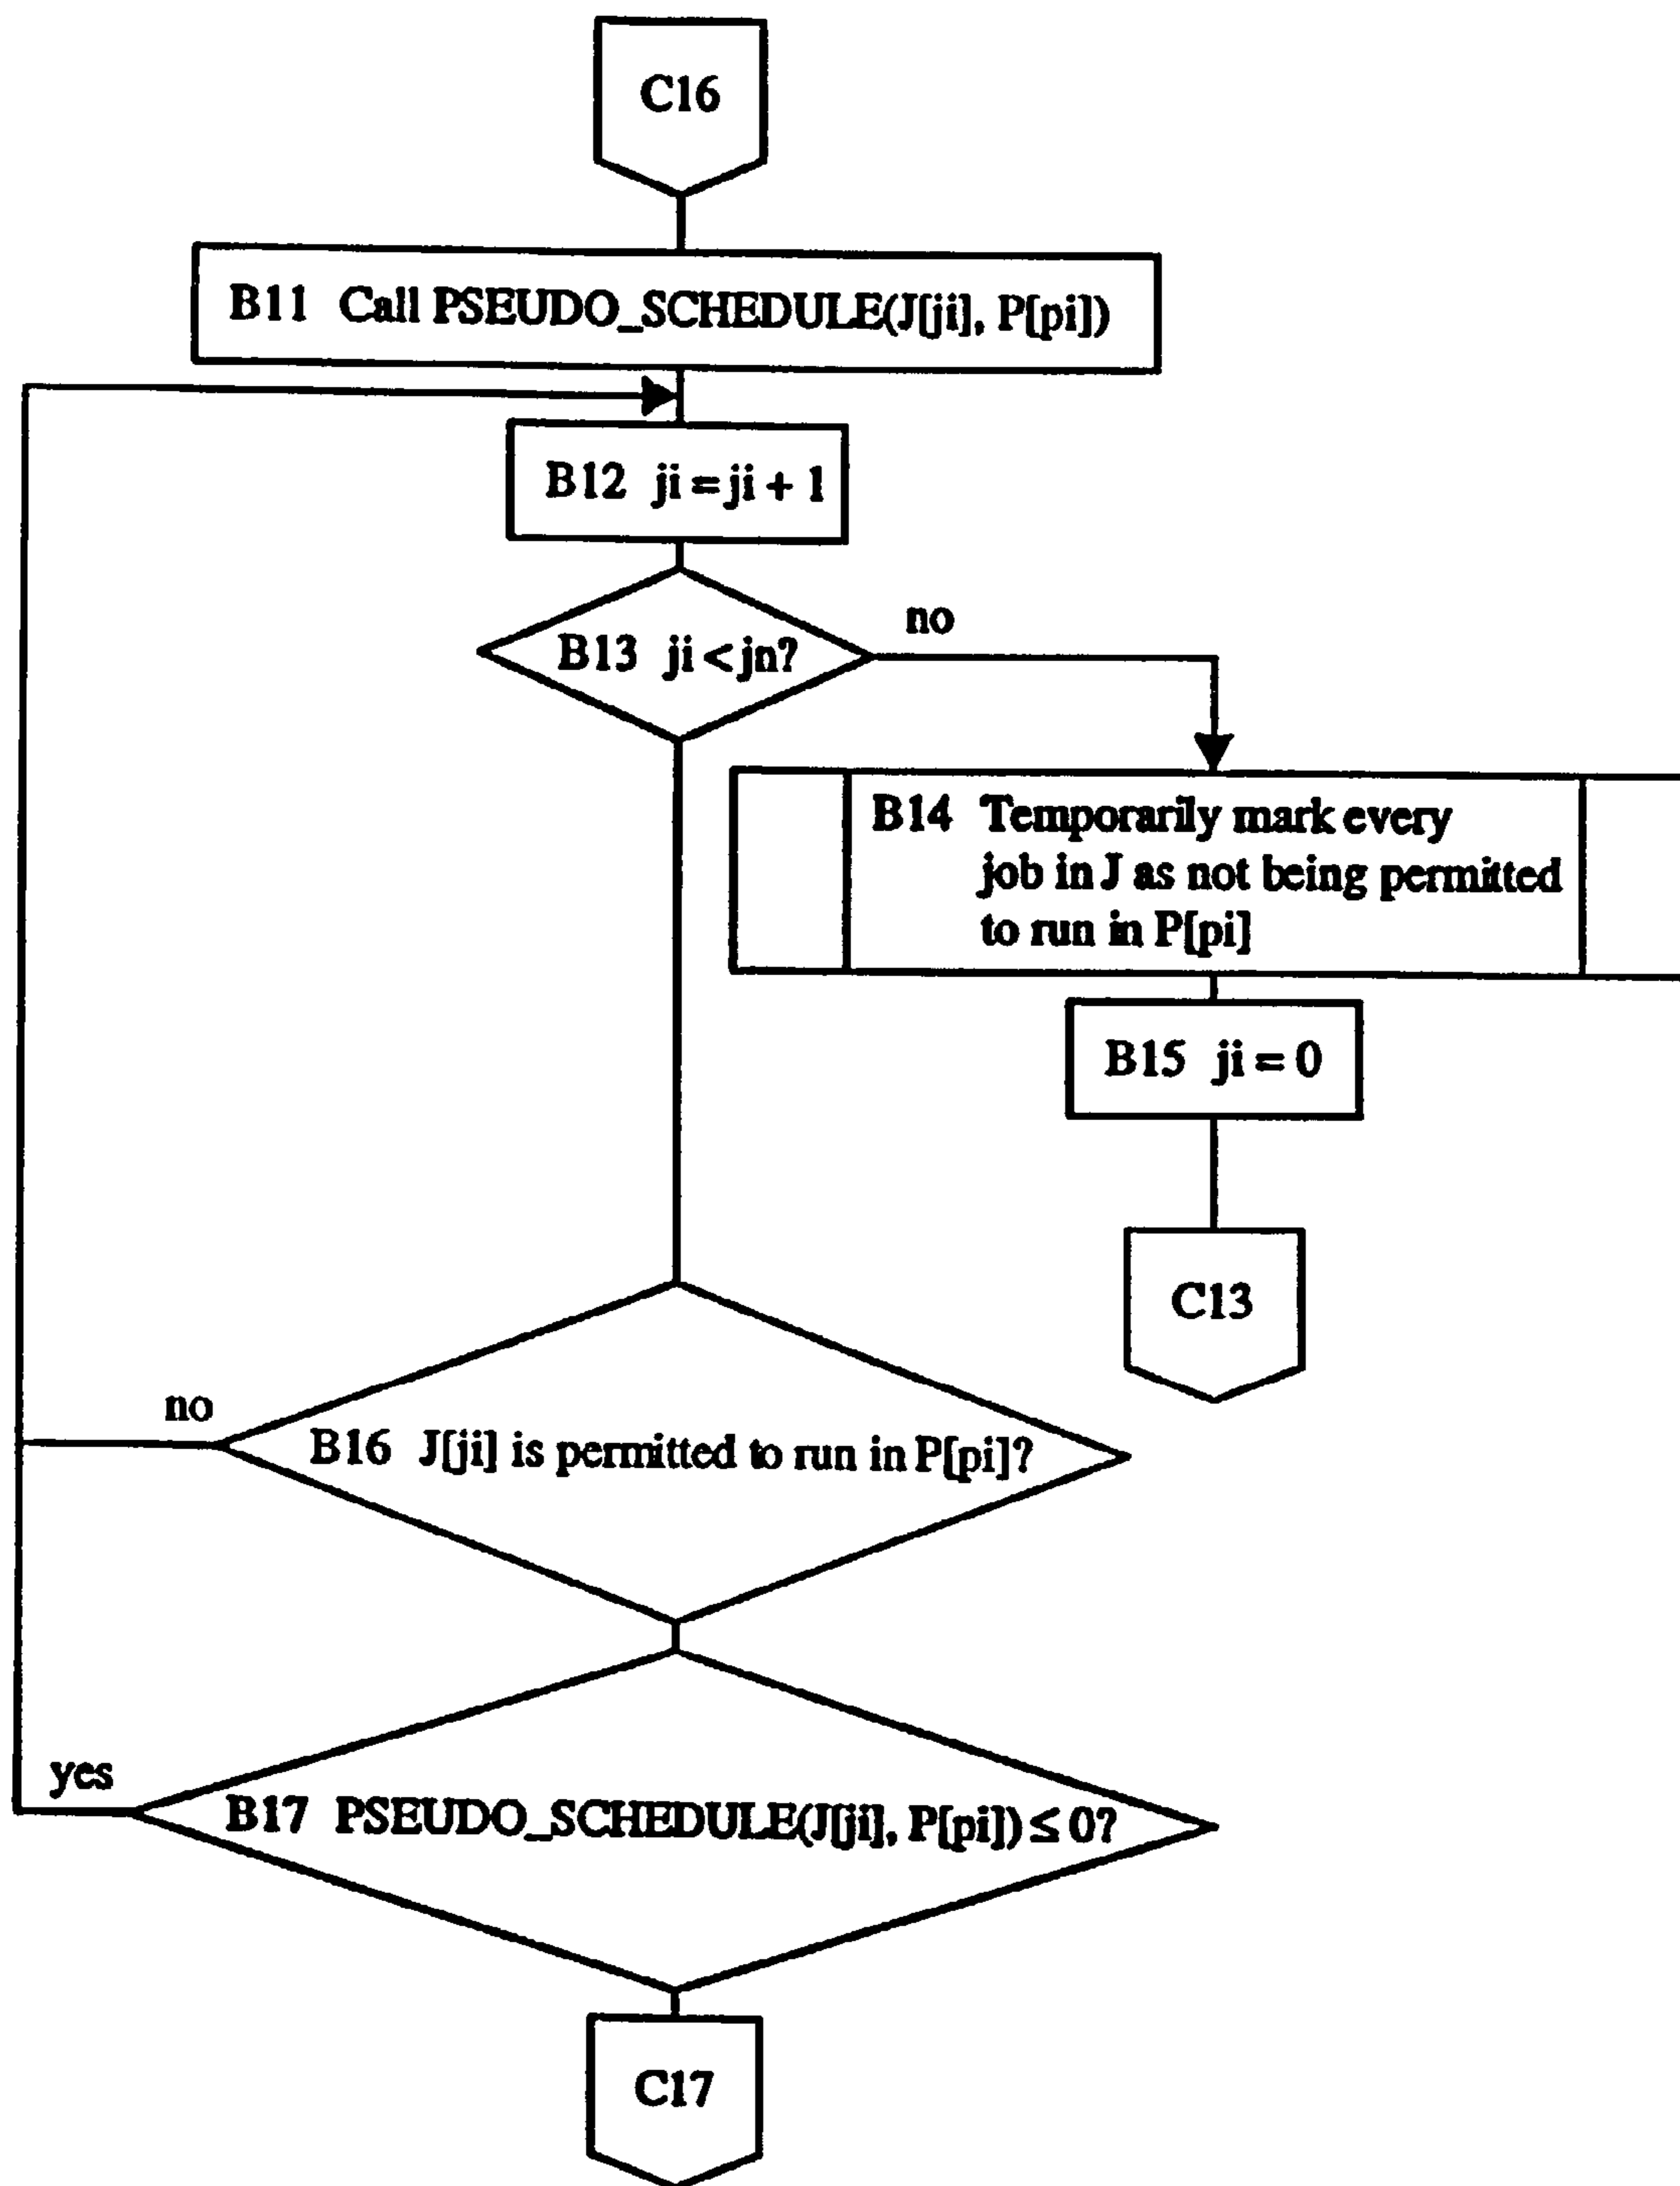 C16
B11 Call PSEUDO_SCHEDULE(J[ji], P[pi])
B12 ji = ji + 1
B13 ji < jn?
no
B14 Temporarily mark every
job in J as not being permitted
to run in P[pi]
B15 ji = 0
C13
no
B16 J[ji] is permitted to run in P[pi]?
yes
B17 PSEUDO_SCHEDULE(J[ji], P[pi]) ≤ 0?
C17